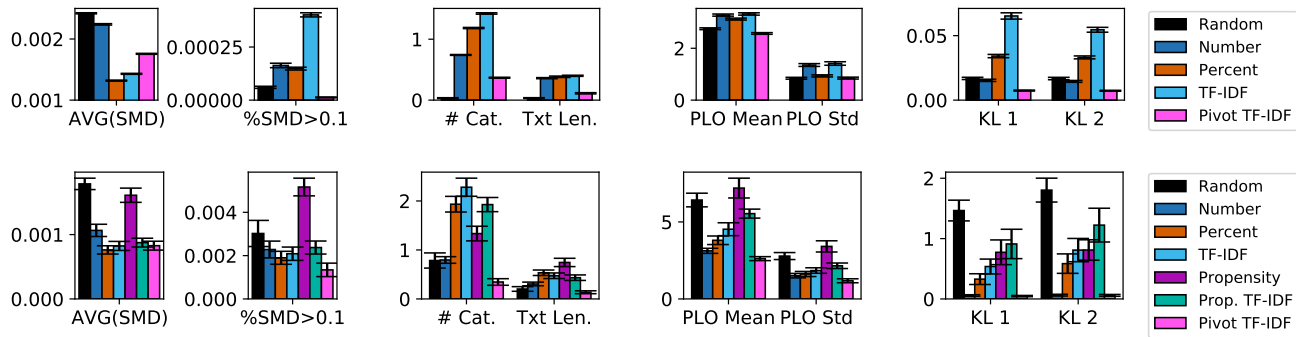 0.002
0.001
AVG(SMD)
0.00025
0.00000
%SMD>0.1
1
0
# Cat.
Txt Len.
2
0
PLO Mean
PLO Std
0.05
0.00
KL 1
KL 2
Random
Number
Percent
TF-IDF
Pivot TF-IDF
0.001
0.000
AVG(SMD)
0.004
0.002
0.000
%SMD>0.1
2
1
0
# Cat.
Txt Len.
5
0
PLO Mean
PLO Std
2
1
0
KL 1
KL 2
Random
Number
Percent
TF-IDF
Propensity
Prop. TF-IDF
Pivot TF-IDF